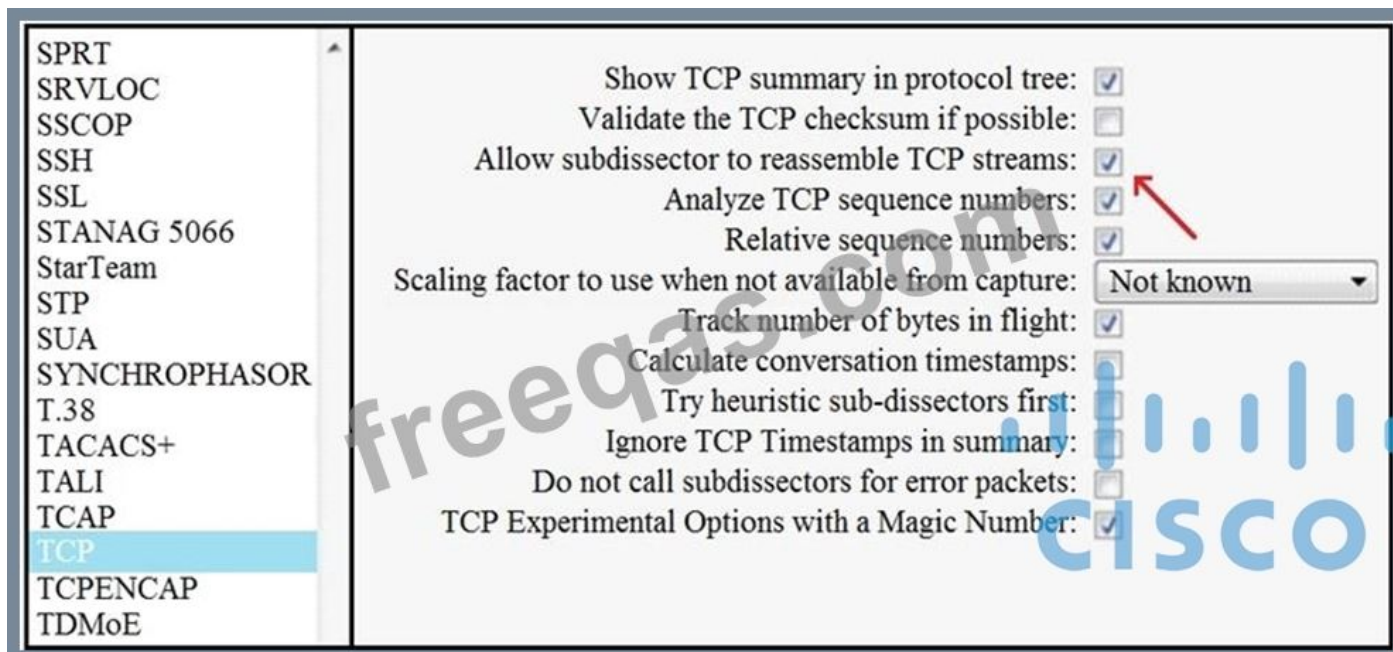 SPRT
SRVLOC
SSCOP
SSH
SSL
STANAG 5066
StarTeam
STP
SUA
SYNCHROPHASOR
T.38
TACACS+
TALI
TCAP
TCP
TCPENCAP
TDMoE
Show TCP summary in protocol tree:
Validate the TCP checksum if possible:
Allow subdissector to reassemble TCP streams:
Analyze TCP sequence numbers:
Relative sequence numbers:
Scaling factor to use when not available from capture: Not known
Track number of bytes in flight:
Calculate conversation timestamps:
Try heuristic sub-dissectors first:
Ignore TCP Timestamps in summary:
Do not call subdissectors for error packets:
TCP Experimental Options with a Magic Number:
freeqas.com
CISCO